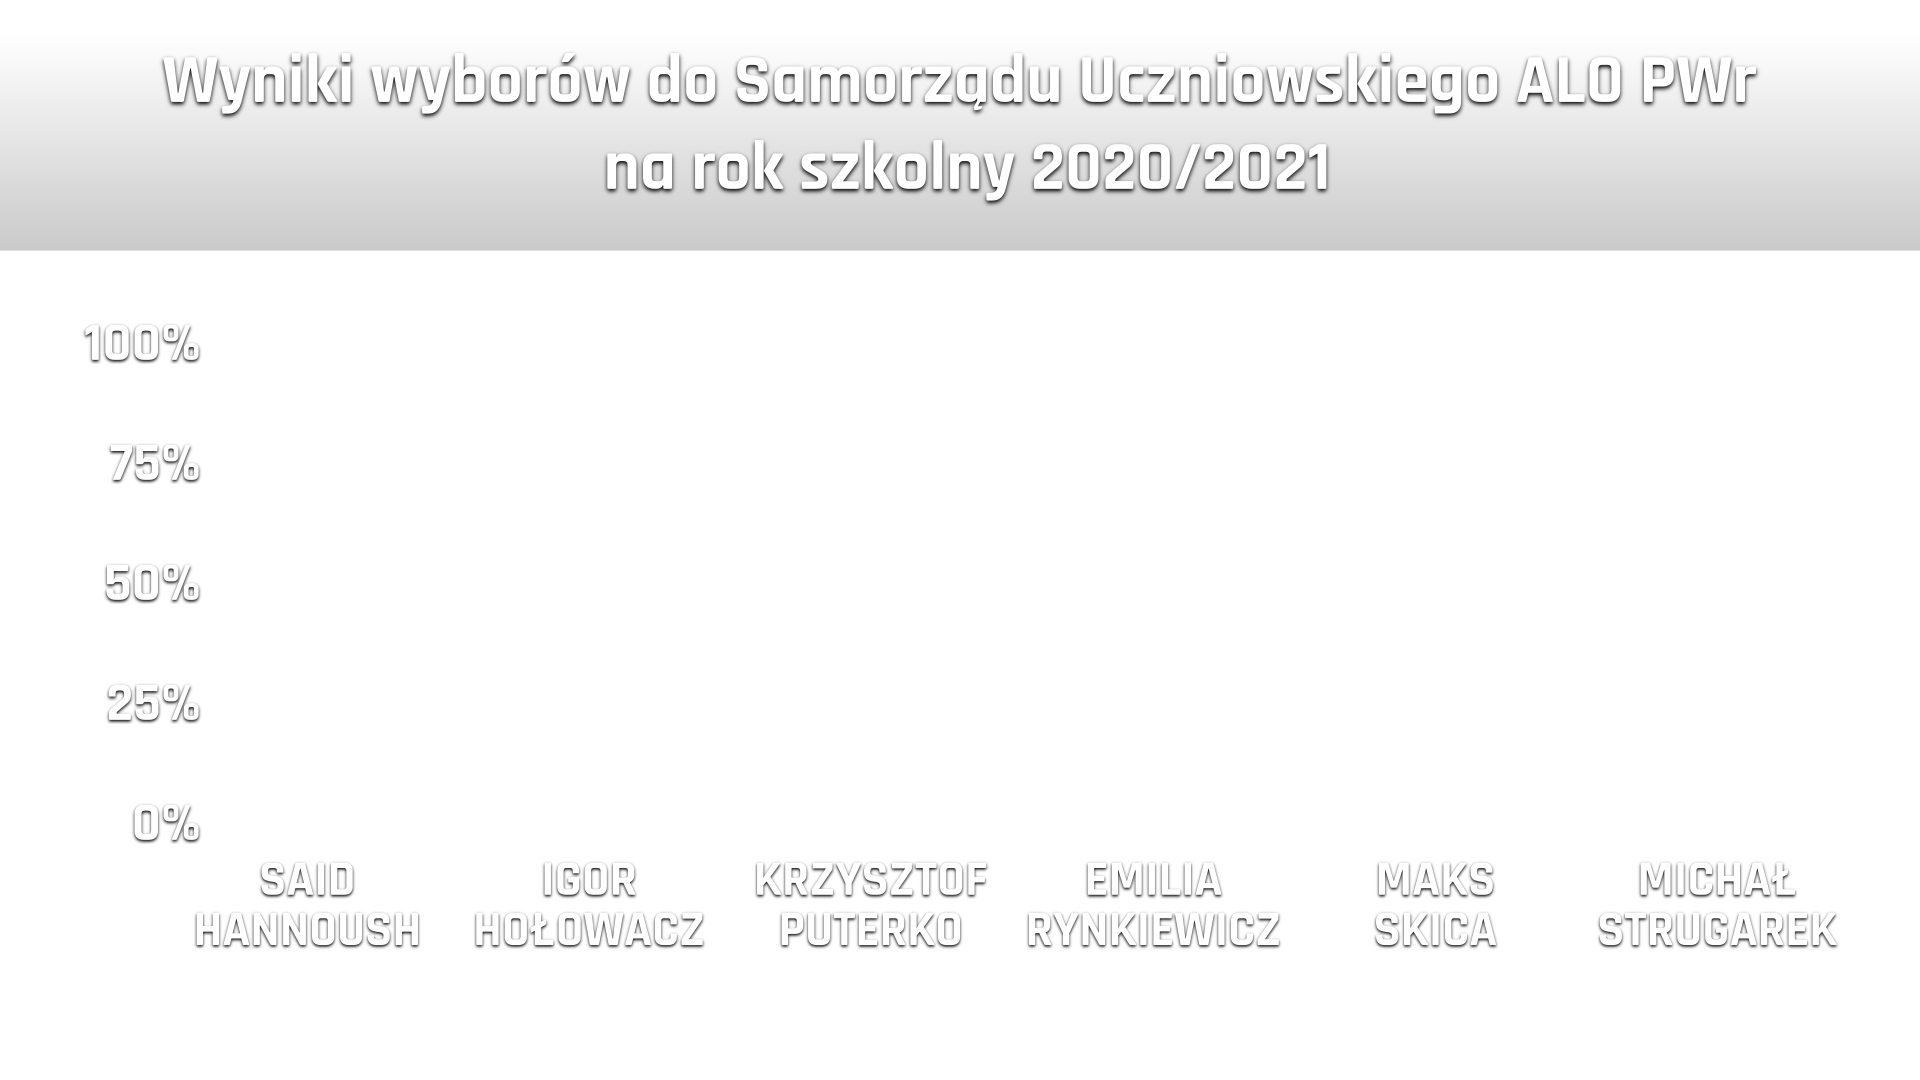 Wyniki wyborów do Samorządu Uczniowskiego ALO PWr
na rok szkolny 2020/2021
100%
75%
50%
25%
0%
SAID
HANNOUSH
IGOR
HOŁOWACZ
KRZYSZTOF
PUTERKO
EMILIA
RYNKIEWICZ
MAKS
SKICA
MICHAŁ
STRUGAREK